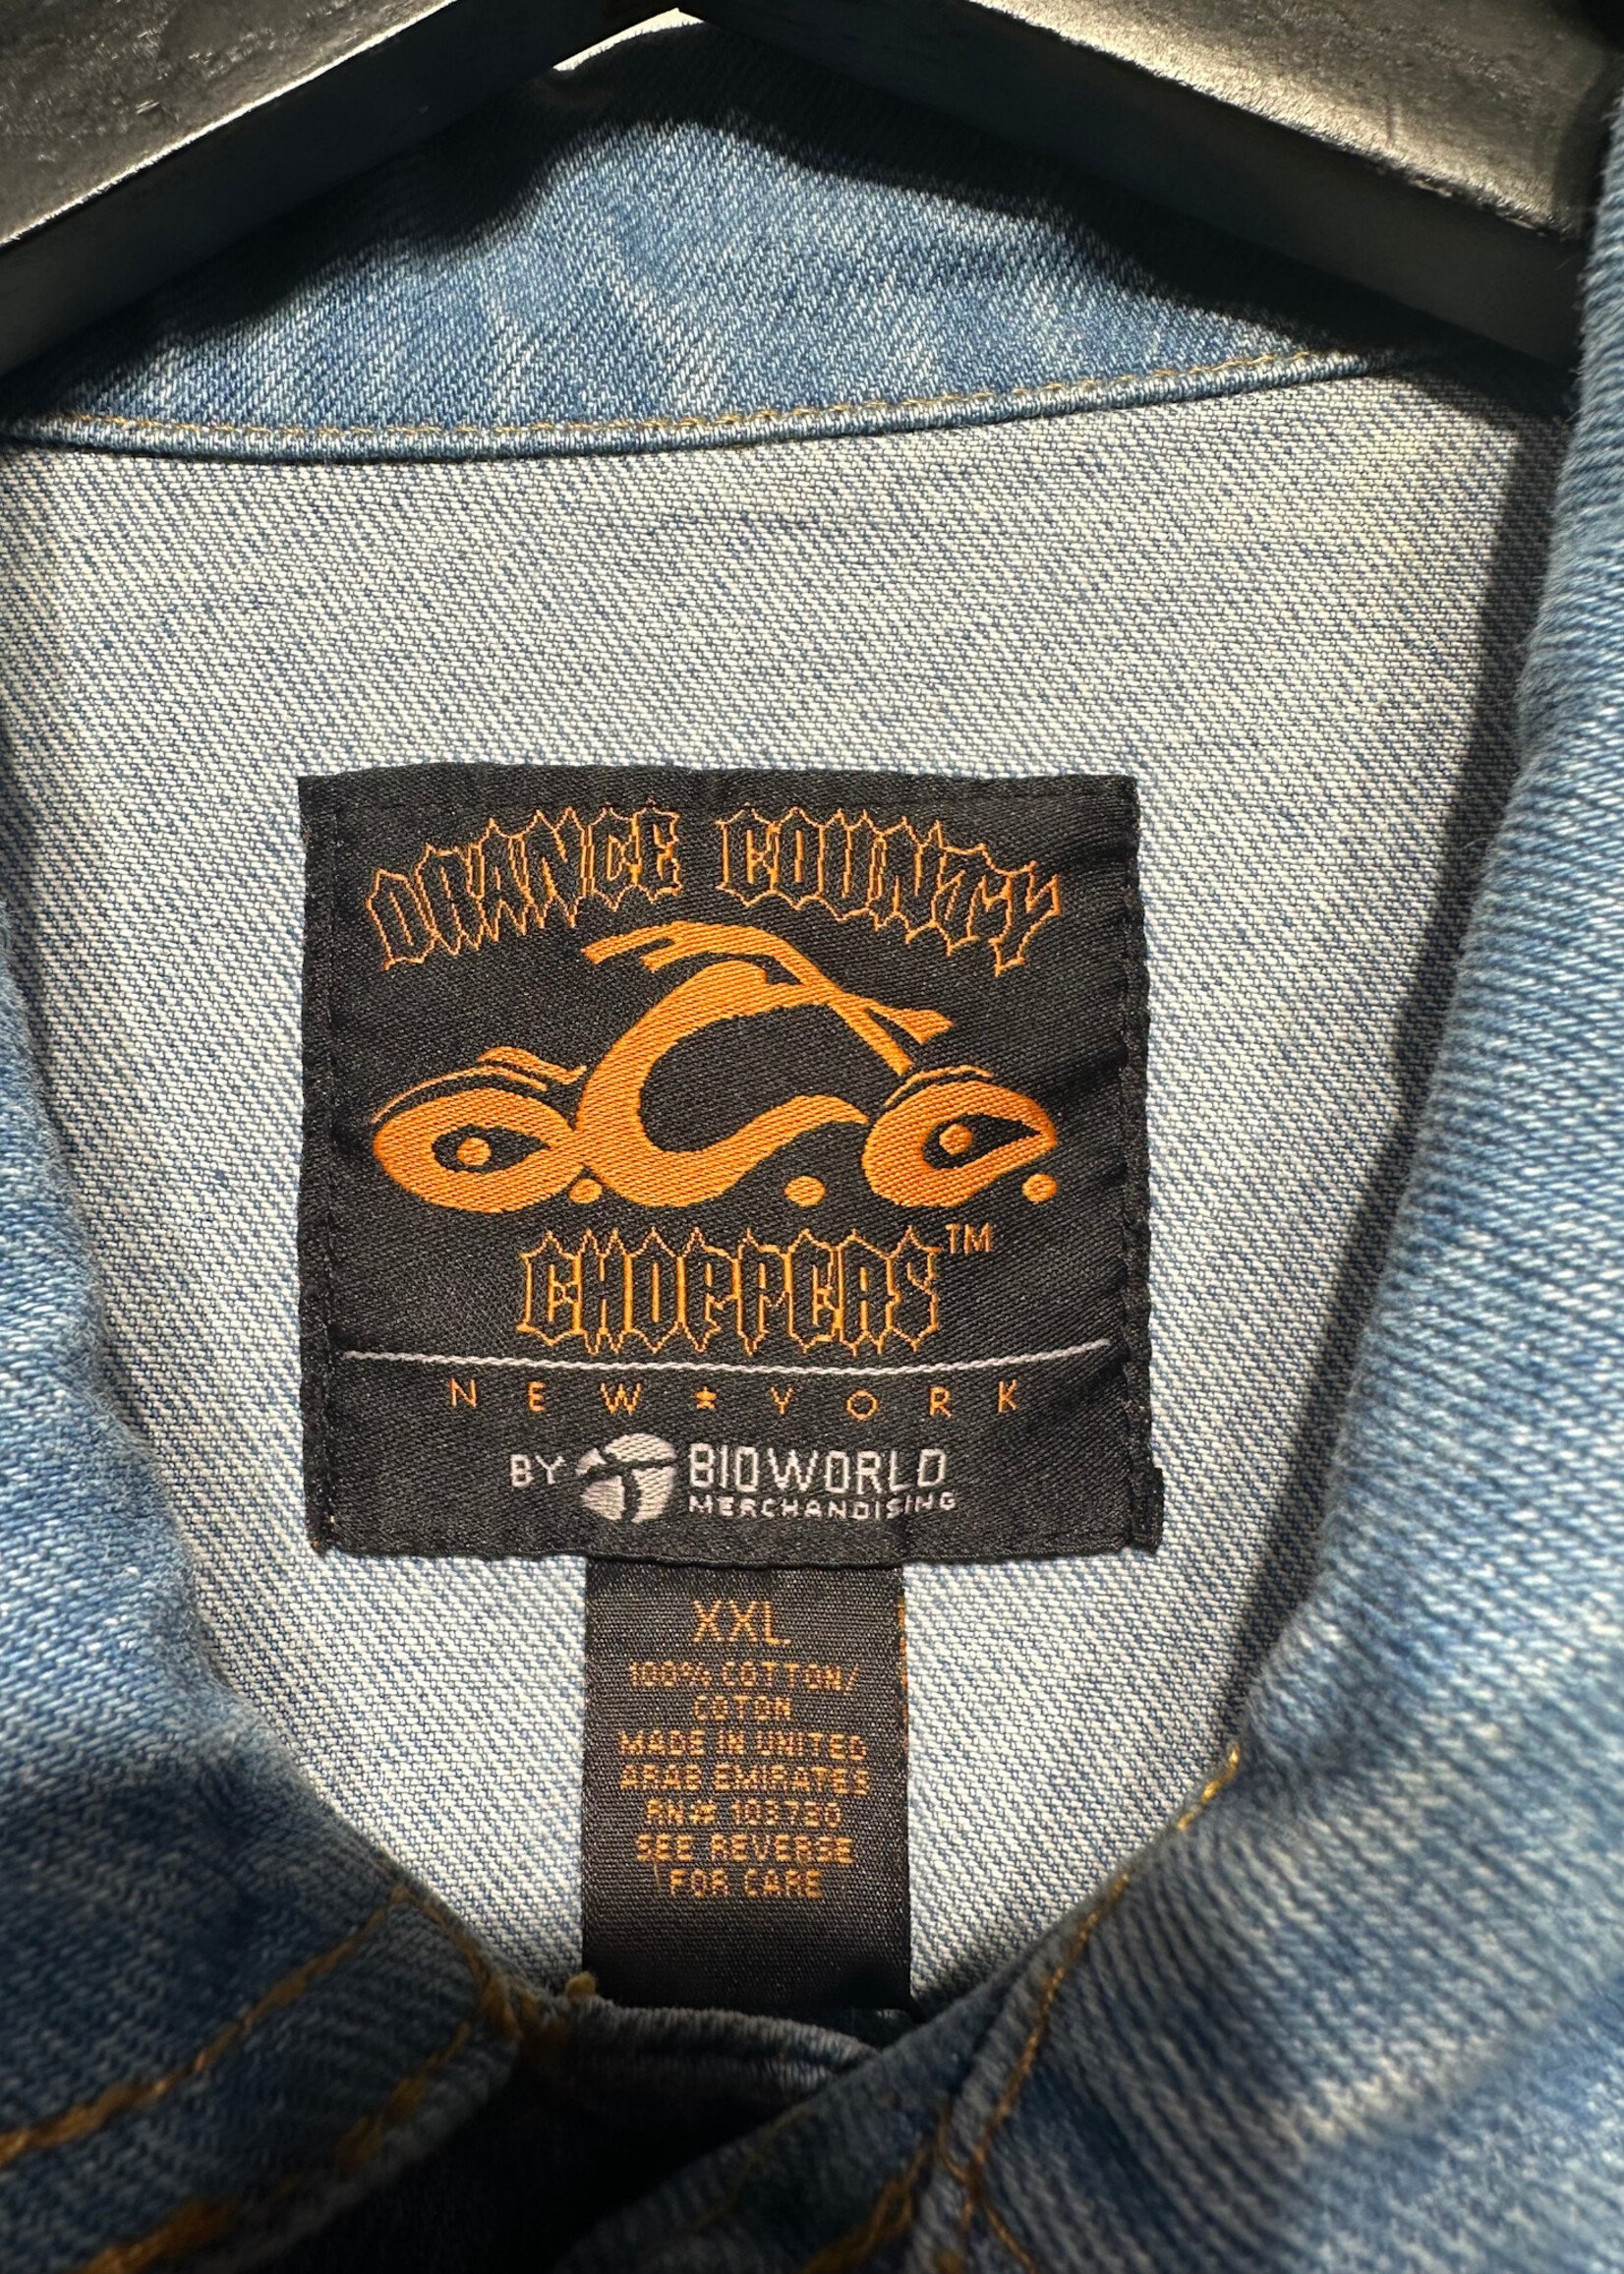 ORANGE COUNTY
CHOPPERS™
NEW★YORK
BY BIOWORLD
MERCHANDISING
XXL
100% COTTON/
COTON
MADE IN UNITED
ARAB EMIRATES
RN# 103780
SEE REVERSE
FOR CARE